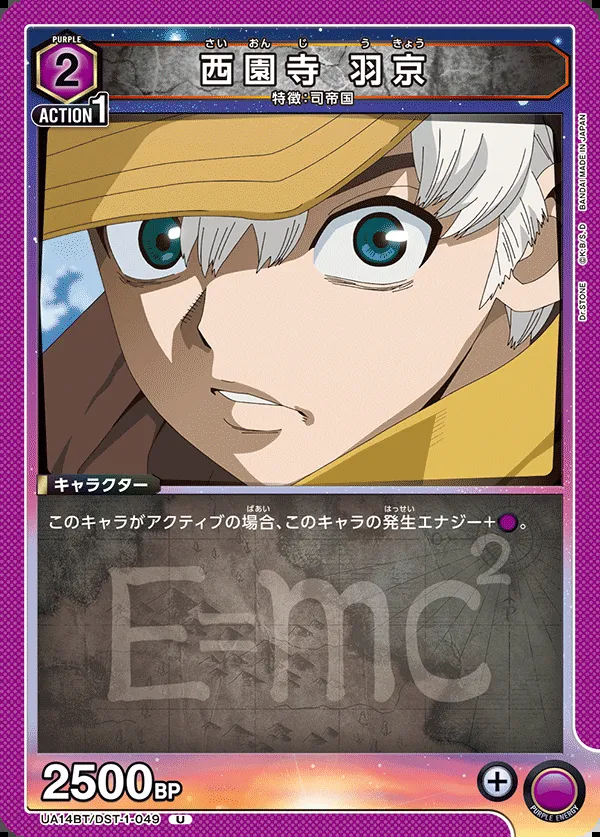 PURPLE
2
ACTION 1
さいおんじ うきょう
西園寺 羽京
特徴:司帝国
Dr.STONE ©K,B/S,D BANDAI MADE IN JAPAN
キャラクター
ばあい はっせい
このキャラがアクティブの場合、このキャラの発生エナジー+。
E=mc²
2500BP
UA14BT/DST-1-049 U
PURPLE ENERGY